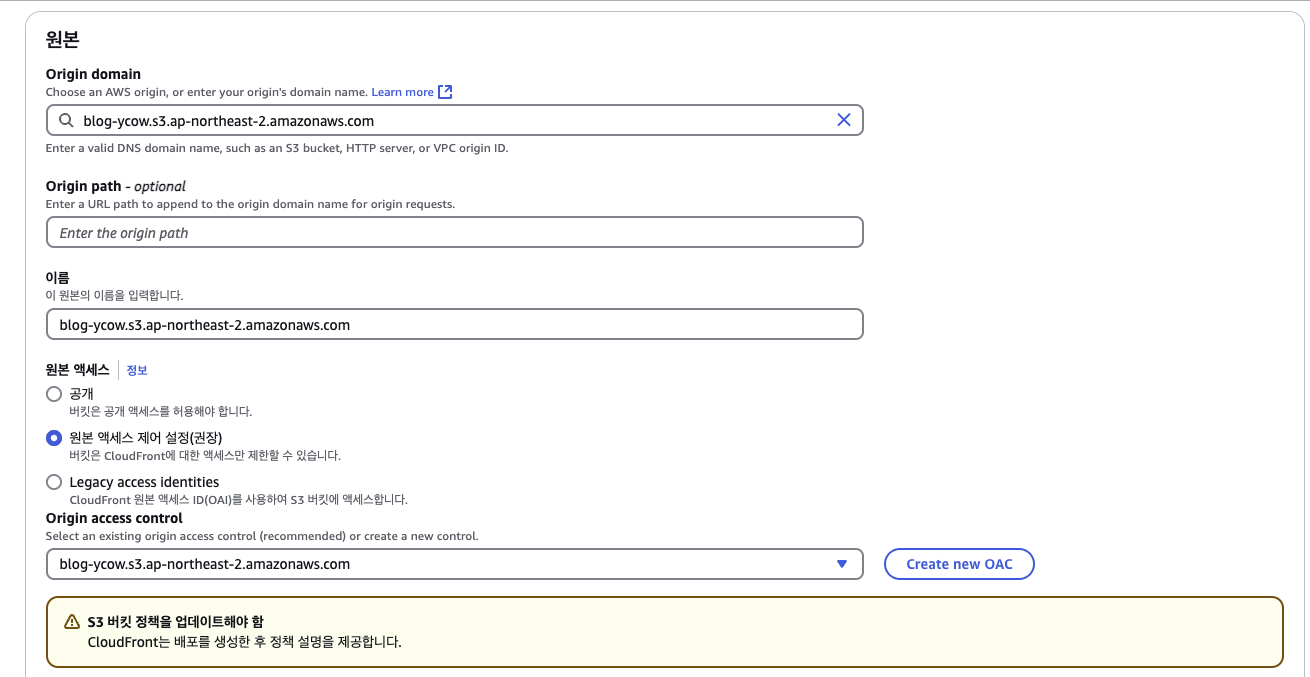 원본
Origin domain
Choose an AWS origin, or enter your origin's domain name. Learn more
blog-ycow.s3.ap-northeast-2.amazonaws.com
Enter a valid DNS domain name, such as an S3 bucket, HTTP server, or VPC origin ID.
Origin path - optional
Enter a URL path to append to the origin domain name for origin requests.
Enter the origin path
이름
이 원본의 이름을 입력합니다.
blog-ycow.s3.ap-northeast-2.amazonaws.com
원본 액세스 정보
공개
버킷은 공개 액세스를 허용해야 합니다.
원본 액세스 제어 설정(권장)
버킷은 CloudFront에 대한 액세스만 제한할 수 있습니다.
Legacy access identities
CloudFront 원본 액세스 ID(OAI)를 사용하여 S3 버킷에 액세스합니다.
Origin access control
Select an existing origin access control (recommended) or create a new control.
blog-ycow.s3.ap-northeast-2.amazonaws.com
Create new OAC
S3 버킷 정책을 업데이트해야 함
CloudFront는 배포를 생성한 후 정책 설명을 제공합니다.